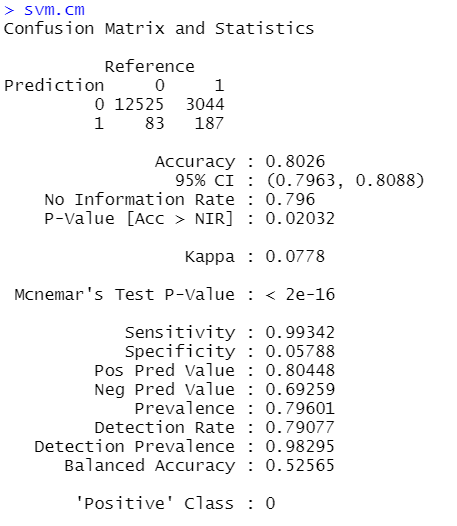 > svm.cm
Confusion Matrix and Statistics
Reference
Prediction 0 1
0 12525 3044
1 83 187
Accuracy : 0.8026
95% CI : (0.7963, 0.8088)
No Information Rate : 0.796
P-Value [Acc > NIR] : 0.02032
Kappa : 0.0778
Mcnemar's Test P-Value : < 2e-16
Sensitivity : 0.99342
Specificity : 0.05788
Pos Pred Value : 0.80448
Neg Pred Value : 0.69259
Prevalence : 0.79601
Detection Rate : 0.79077
Detection Prevalence : 0.98295
Balanced Accuracy : 0.52565
'Positive' Class : 0